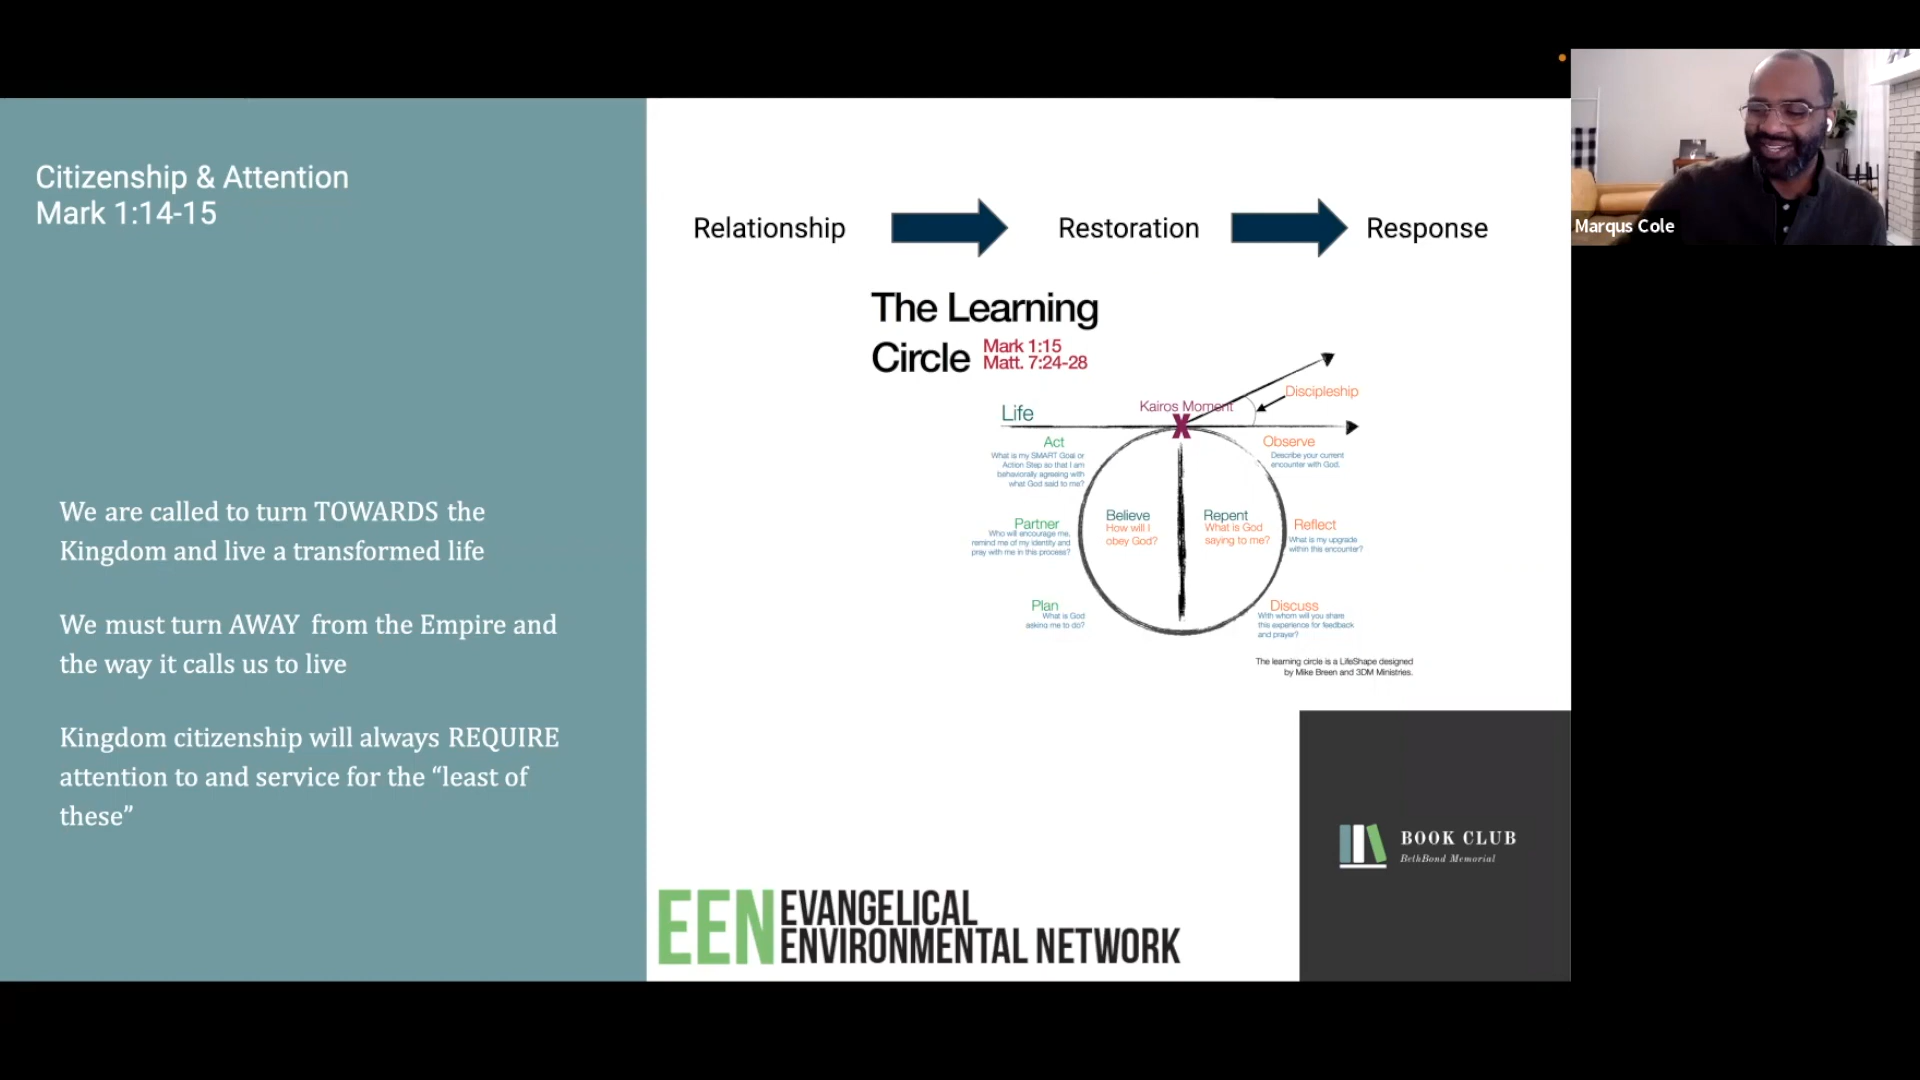 Citizenship & Attention
Mark 1:14-15
We are called to turn TOWARDS the
Kingdom and live a transformed life
We must turn AWAY from the Empire and
the way it calls us to live
Kingdom citizenship will always REQUIRE
attention to and service for the “least of
these”
Relationship
Restoration
Response
The Learning
Circle
Mark 1:15
Matt. 7:24-28
Life
Kairos Moment
Discipleship
Observe
Describe your current
encounter with God.
Repent
What is God
saying to me?
Reflect
What is my upgrade
within this encounter?
Discuss
With whom will you share
this experience for feedback
and prayer?
Plan
What is God
asking me to do?
Partner
Who will encourage me,
remind me of my identity and
pray with me in this process?
Believe
How will I
obey God?
Act
What is my SMART Goal or
Action Step so that I am
behaviorally agreeing with
what God said to me?
The learning circle is a LifeShape designed
by Mike Breen and 3DM Ministries.
EEN EVANGELICAL
ENVIRONMENTAL NETWORK
BOOK CLUB
BethBond Memorial
Marqus Cole